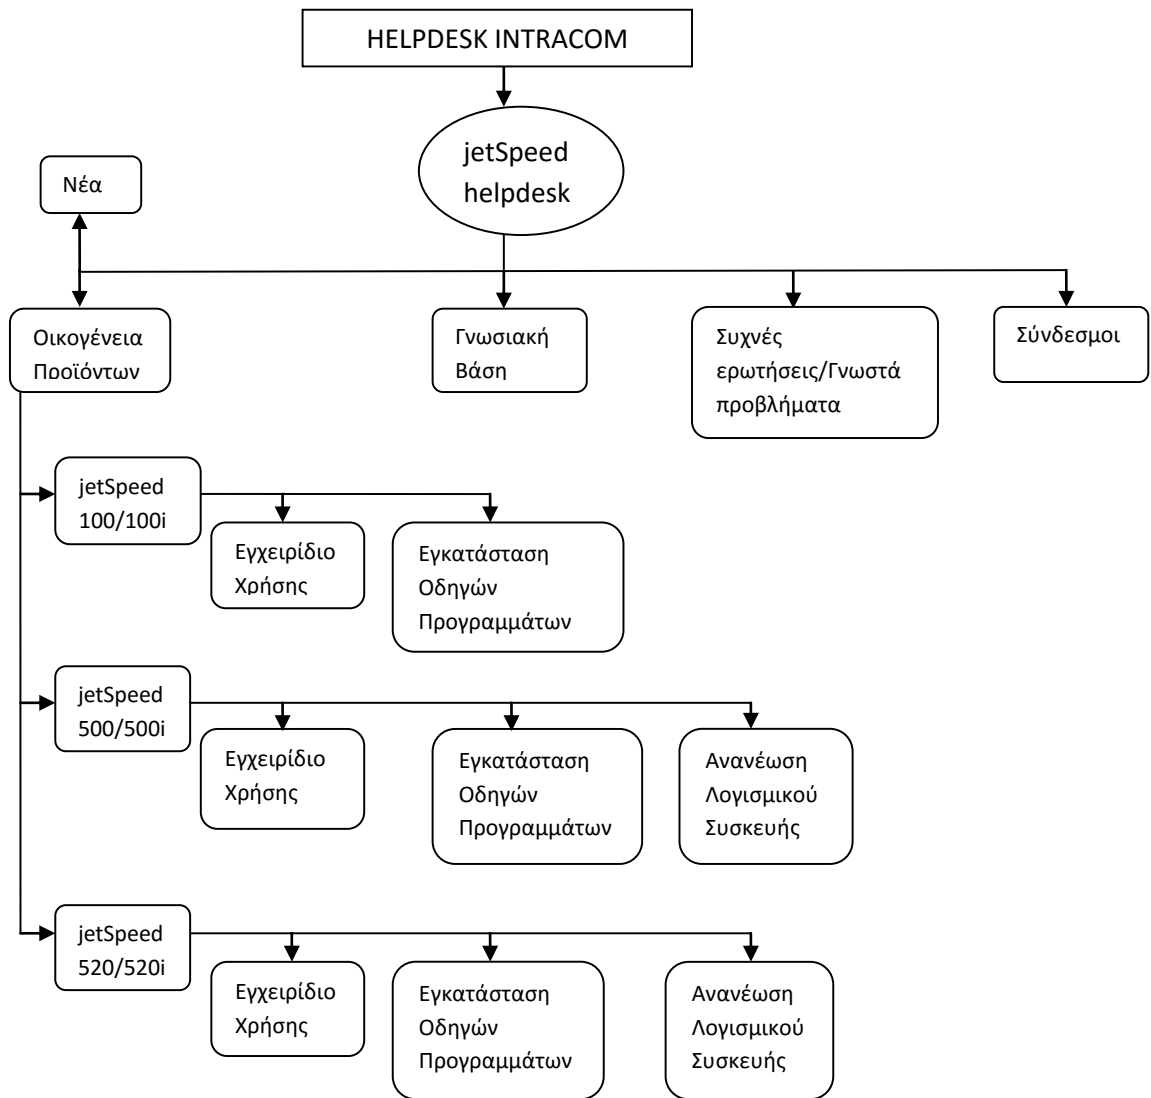 HELPDESK INTRACOM
jetSpeed
helpdesk
Νέα
Οικογένεια
Προϊόντων
Γνωσιακή
Βάση
Συχνές
ερωτήσεις/Γνωστά
προβλήματα
Σύνδεσμοι
jetSpeed
100/100i
Εγχειρίδιο
Χρήσης
Εγκατάσταση
Οδηγών
Προγραμμάτων
jetSpeed
500/500i
Εγχειρίδιο
Χρήσης
Εγκατάσταση
Οδηγών
Προγραμμάτων
Ανανέωση
Λογισμικού
Συσκευής
jetSpeed
520/520i
Εγχειρίδιο
Χρήσης
Εγκατάσταση
Οδηγών
Προγραμμάτων
Ανανέωση
Λογισμικού
Συσκευής